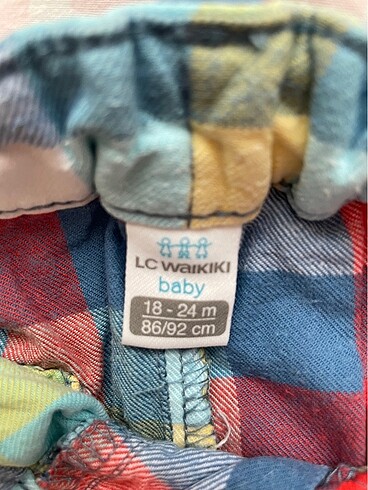 LC WAIKIKI
baby
18 - 24 m
86/92 cm